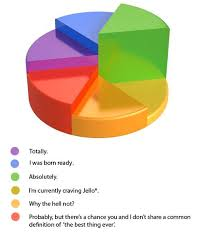 Totally.
I was born ready.
Absolutely.
I'm currently craving Jello®.
Why the hell not?
Probably, but there's a chance you and I don't share a common
definition of 'the best thing ever'.